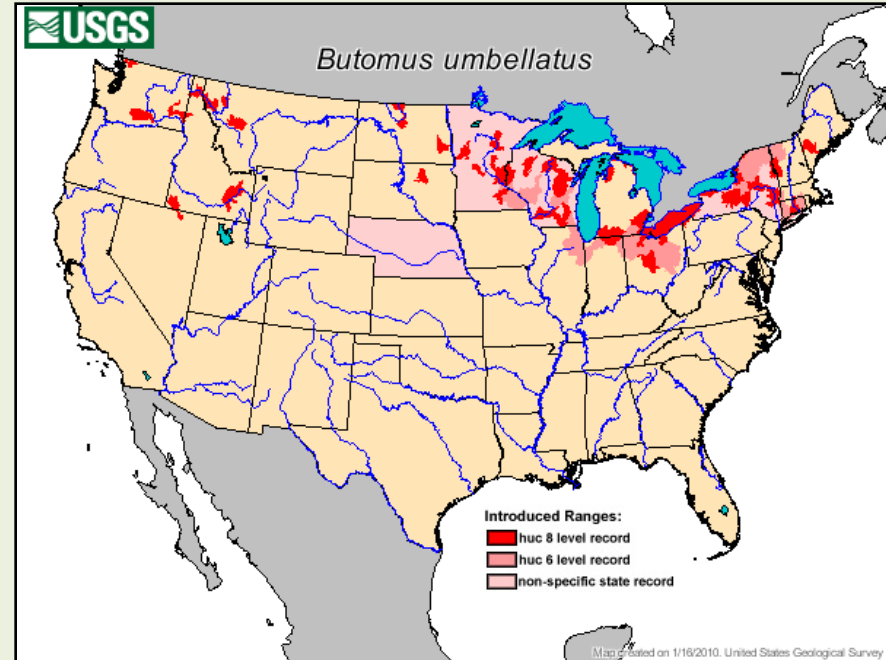 USGS
Butomus umbellatus
Introduced Ranges:
huc 8 level record
huc 6 level record
non-specific state record
Map created on 1/16/2010. United States Geological Survey